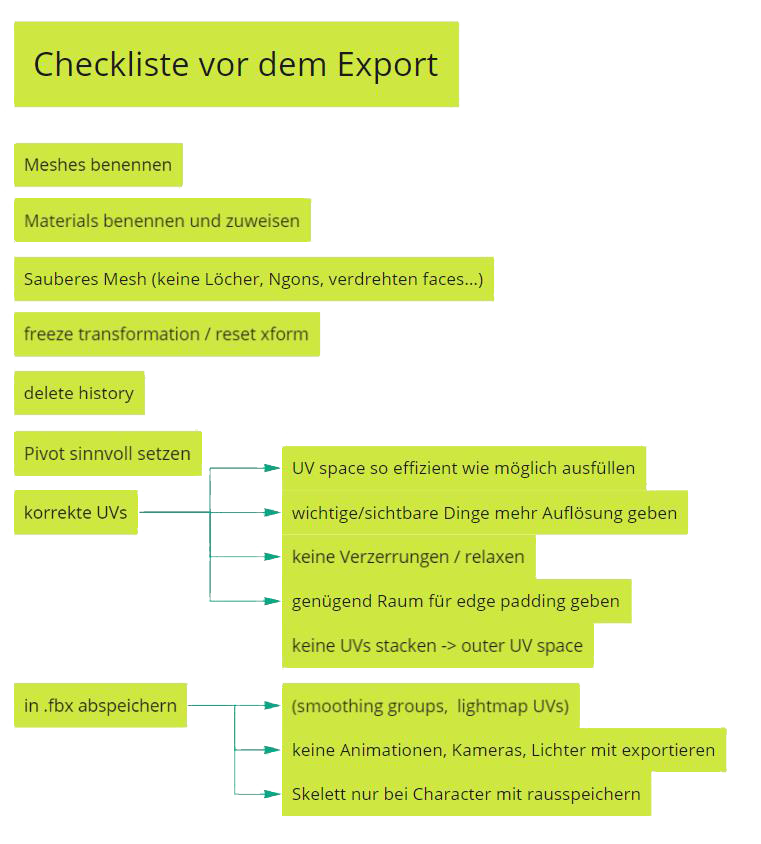 Checkliste vor dem Export
Meshes benennen
Materials benennen und zuweisen
Sauberes Mesh (keine Löcher, Ngons, verdrehten faces...)
freeze transformation / reset xform
delete history
Pivot sinnvoll setzen
korrekte UVs
UV space so effizient wie möglich ausfüllen
wichtige/sichtbare Dinge mehr Auflösung geben
keine Verzerrungen / relaxen
genügend Raum für edge padding geben
keine UVs stacken -> outer UV space
in .fbx abspeichern
(smoothing groups,  lightmap UVs)
keine Animationen, Kameras, Lichter mit exportieren
Skelett nur bei Character mit rausspeichern